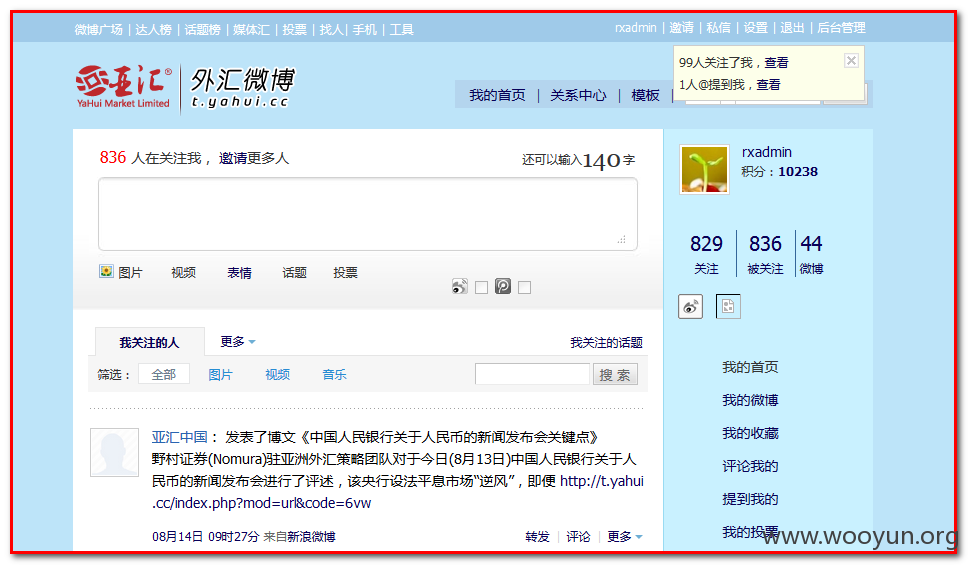 微博广场 | 达人榜 | 话题榜 | 媒体汇 | 投票 | 找人 | 手机 | 工具
rxadmin | 邀请 | 私信 | 设置 | 退出 | 后台管理
99人关注了我，查看
1人@提到我，查看
亚汇®
YaHui Market Limited
外汇微博
t.yahui.cc
我的首页 | 关系中心 | 模板 |
836 人在关注我， 邀请更多人
还可以输入140字
图片 视频 表情 话题 投票
rxadmin
积分：10238
829 836 44
关注 被关注 微博
我关注的人 更多 我关注的话题
筛选： 全部 图片 视频 音乐 搜 索
亚汇中国 ： 发表了博文《中国人民银行关于人民币的新闻发布会关键点》
野村证券(Nomura)驻亚洲外汇策略团队对于今日(8月13日)中国人民银行关于人
民币的新闻发布会进行了评述，该央行设法平息市场“逆风”，即便 http://t.yahui
.cc/index.php?mod=url&code=6vw
08月14日 09时27分 来自新浪微博
转发 | 评论 | 更多
我的首页
我的微博
我的收藏
评论我的
提到我的
我的投票
www.wooyun.org